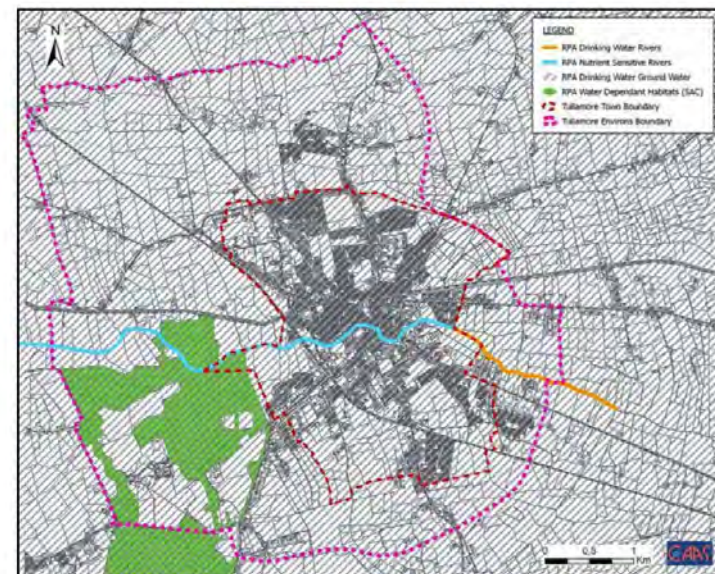 N
LEGEND
RPA Drinking Water Rivers
RPA Nutrient Sensitive Rivers
RPA Drinking Water Ground Water
RPA Water Dependant Habitats (SAC)
Tullamore Town Boundary
Tullamore Environs Boundary
0 0.5 1
Km
CAAS